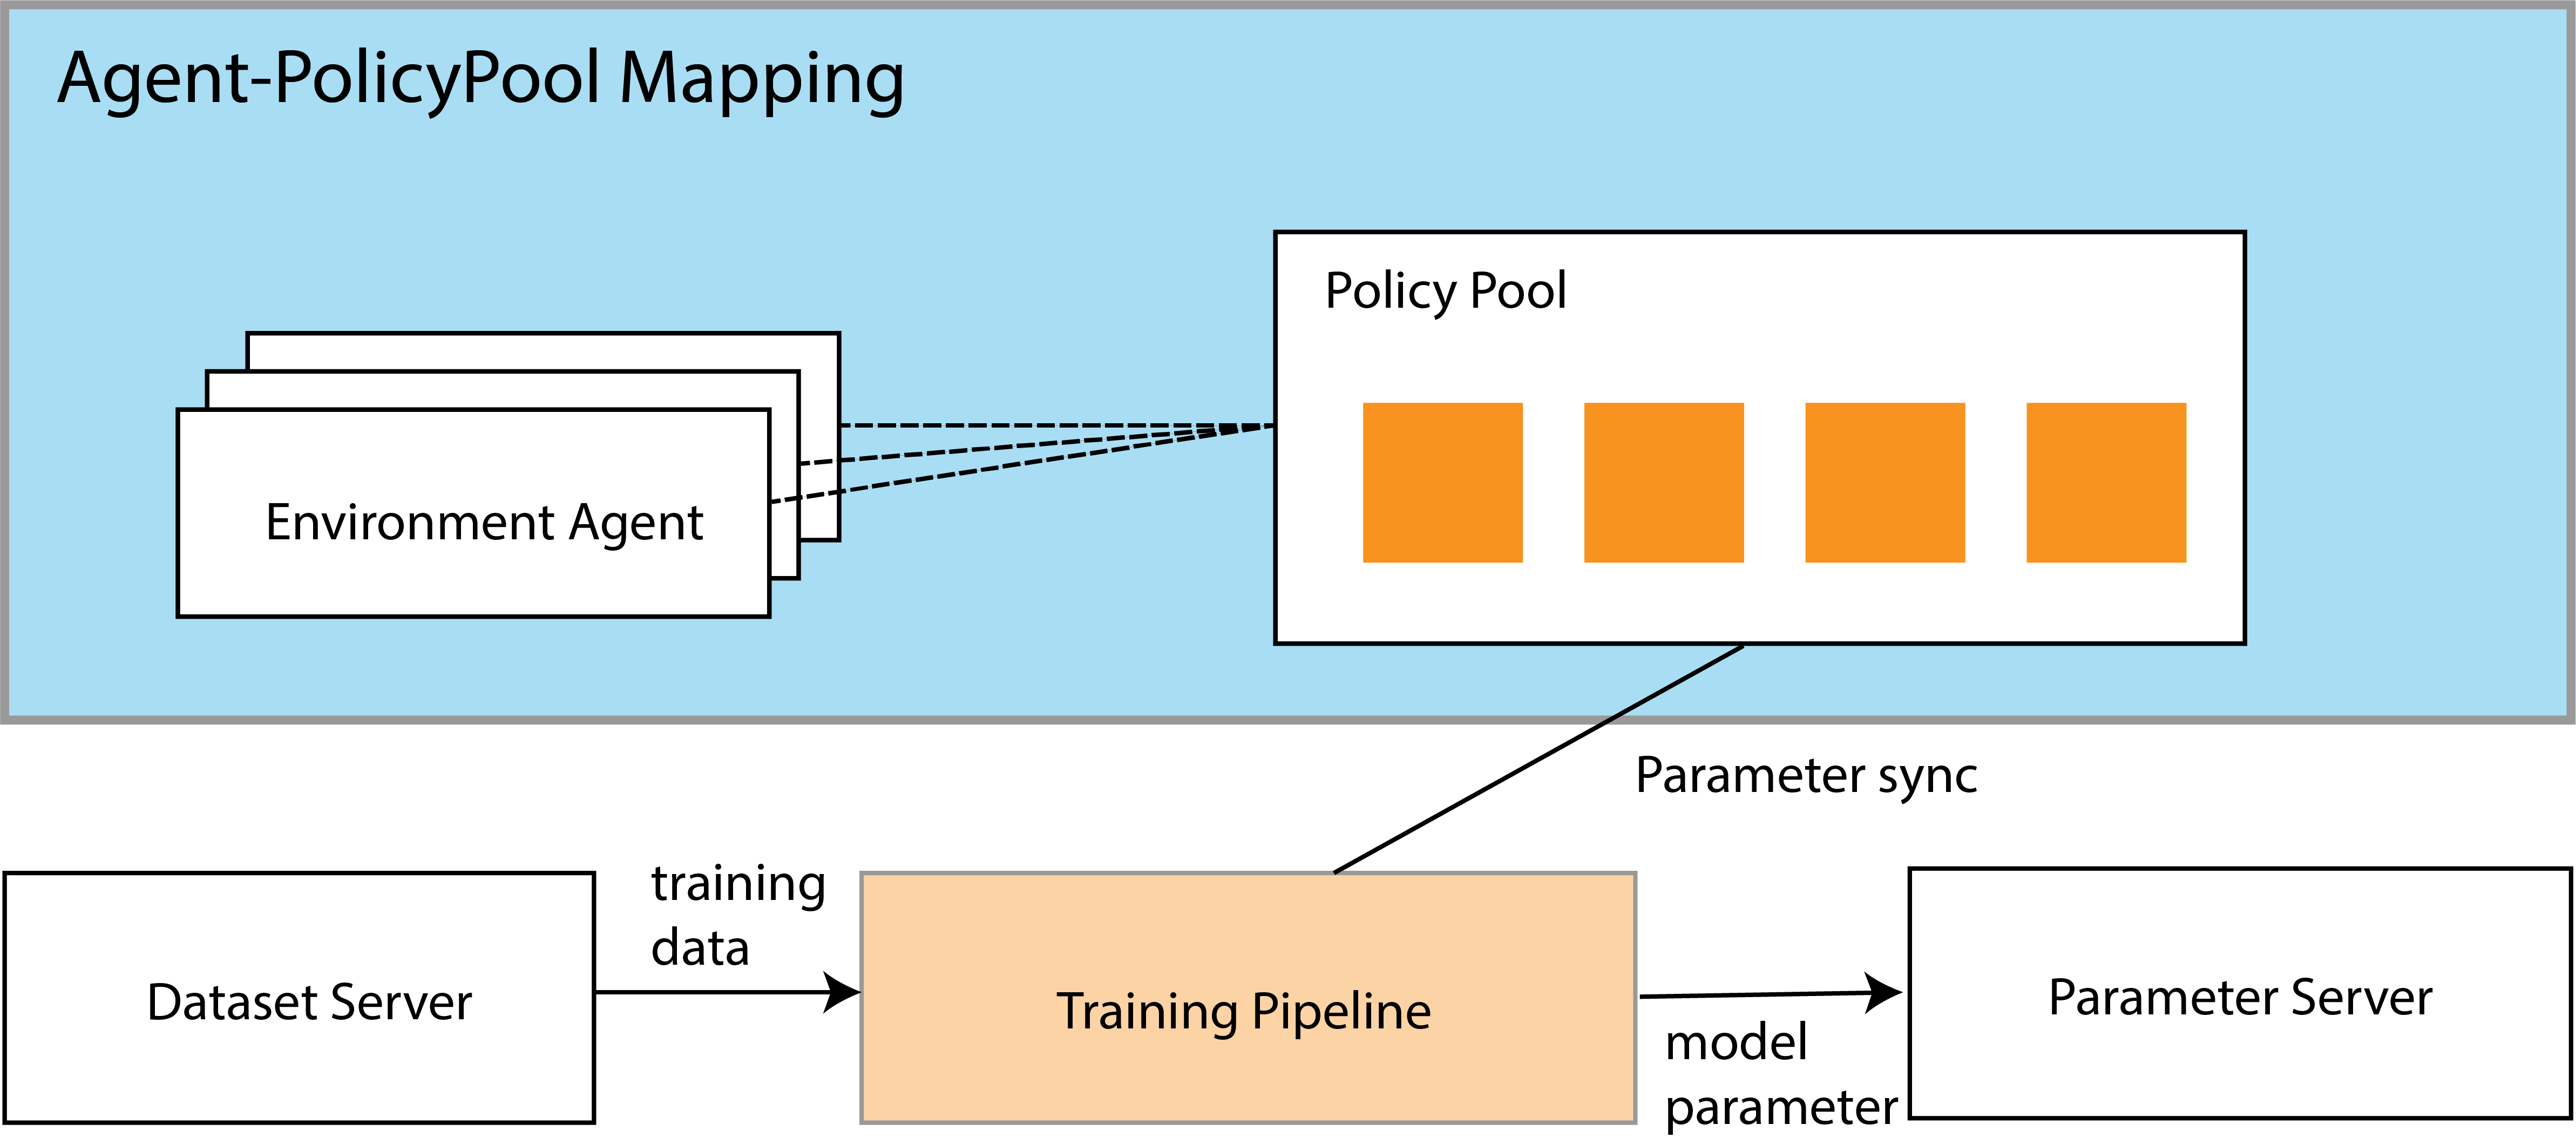 Agent-PolicyPool Mapping
Policy Pool
Environment Agent
Parameter sync
training
data
Dataset Server
Training Pipeline
Parameter Server
model
parameter